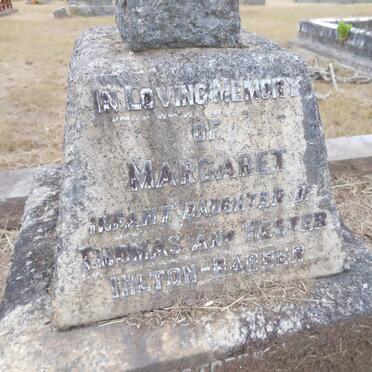 IN LOVING MEMORY
OF
MARGARET
INFANT DAUGHTER OF
THOMAS AND HESTER
HILTON-BARBER